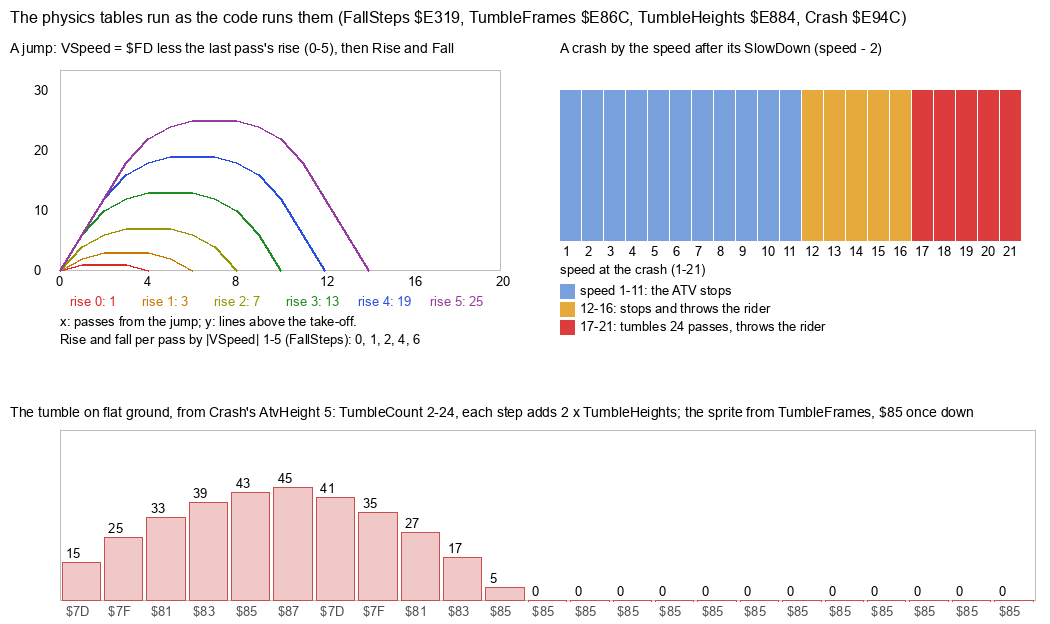 The physics tables run as the code runs them (FallSteps $E319, TumbleFrames $E86C, TumbleHeights $E884, Crash $E94C)
A jump: VSpeed = $FD less the last pass's rise (0-5), then Rise and Fall
30
20
10
0
0 4 8 12 16 20
rise 0: 1 rise 1: 3 rise 2: 7 rise 3: 13 rise 4: 19 rise 5: 25
x: passes from the jump; y: lines above the take-off.
Rise and fall per pass by |VSpeed| 1-5 (FallSteps): 0, 1, 2, 4, 6
A crash by the speed after its SlowDown (speed - 2)
1 2 3 4 5 6 7 8 9 10 11 12 13 14 15 16 17 18 19 20 21
speed at the crash (1-21)
speed 1-11: the ATV stops
12-16: stops and throws the rider
17-21: tumbles 24 passes, throws the rider
The tumble on flat ground, from Crash's AtvHeight 5: TumbleCount 2-24, each step adds 2 x TumbleHeights; the sprite from TumbleFrames, $85 once down
15 25 33 39 43 45 41 35 27 17 5 0 0 0 0 0 0 0 0 0 0 0 0
$7D $7F $81 $83 $85 $87 $7D $7F $81 $83 $85 $85 $85 $85 $85 $85 $85 $85 $85 $85 $85 $85 $85